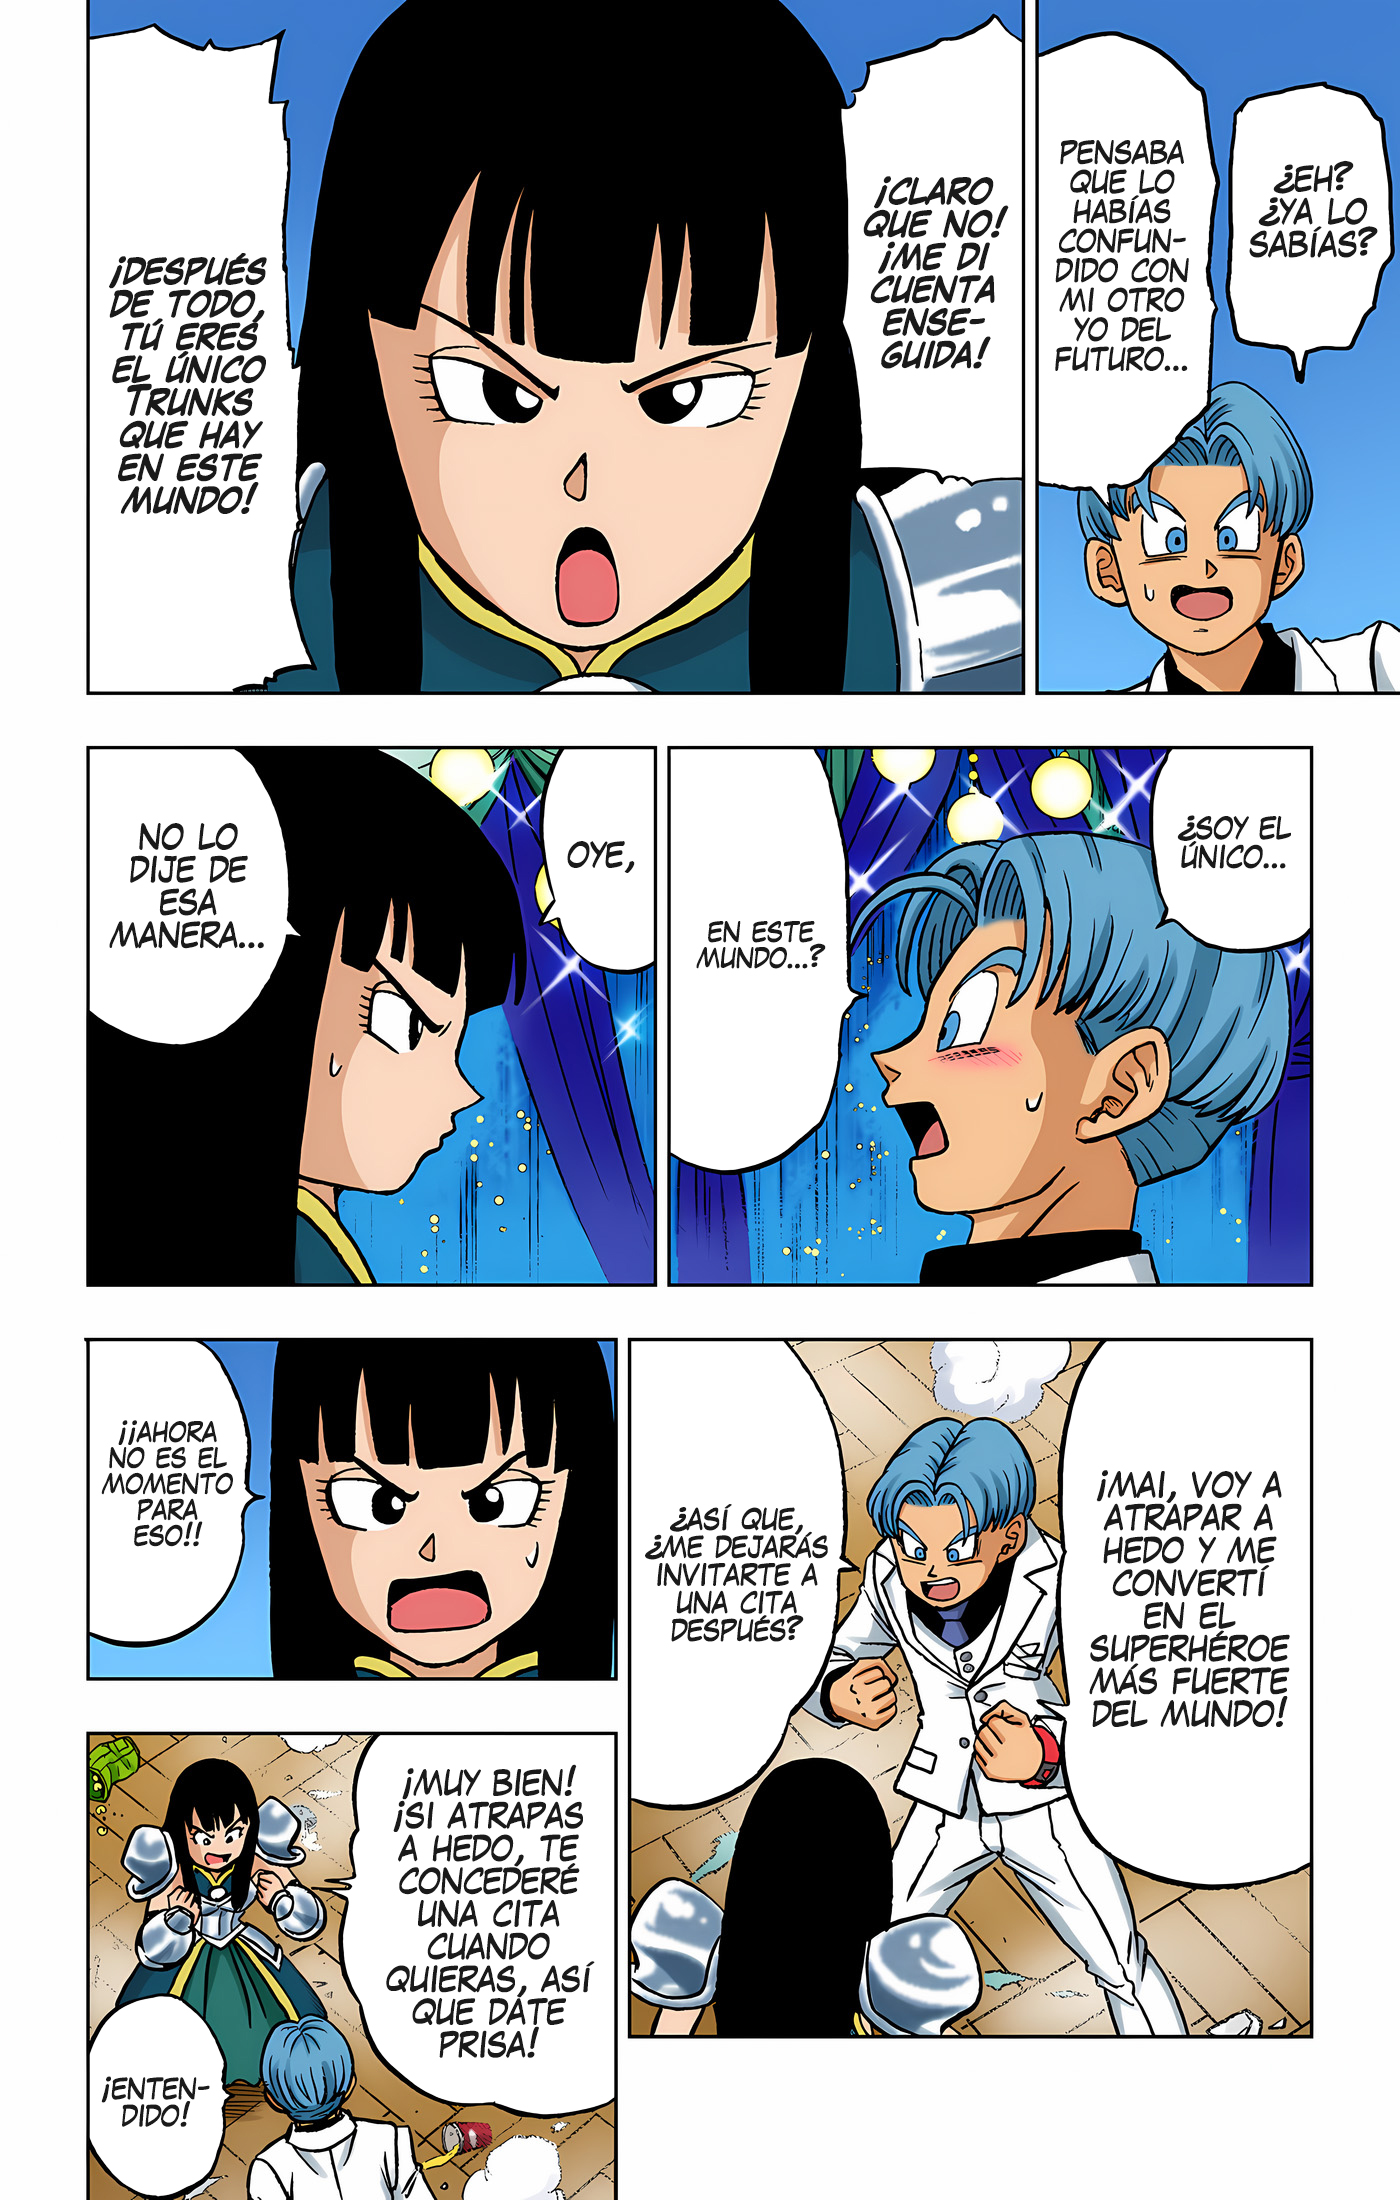 ¿EH?
¿YA LO
SABÍAS?
PENSABA
QUE LO
HABÍAS
CONFUN-
DIDO CON
MI OTRO
YO DEL
FUTURO...
¡CLARO
QUE NO!
¡ME DI
CUENTA
ENSE-
GUIDA!
¡DESPUÉS
DE TODO,
TÚ ERES
EL ÚNICO
TRUNKS
QUE HAY
EN ESTE
MUNDO!
¿SOY EL
ÚNICO...
EN ESTE
MUNDO...?
OYE,
NO LO
DIJE DE
ESA
MANERA...
¡MAI, VOY A
ATRAPAR A
HEDO Y ME
CONVERTÍ
EN EL
SUPERHÉROE
MÁS FUERTE
DEL MUNDO!
¿ASÍ QUE,
¿ME DEJARÁS
INVITARTE A
UNA CITA
DESPUÉS?
¡¡AHORA
NO ES EL
MOMENTO
PARA
ESO!!
¡MUY BIEN!
¡SI ATRAPAS
A HEDO, TE
CONCEDERÉ
UNA CITA
CUANDO
QUIERAS, ASÍ
QUE DÁTE
PRISA!
¡ENTEN-
DIDO!